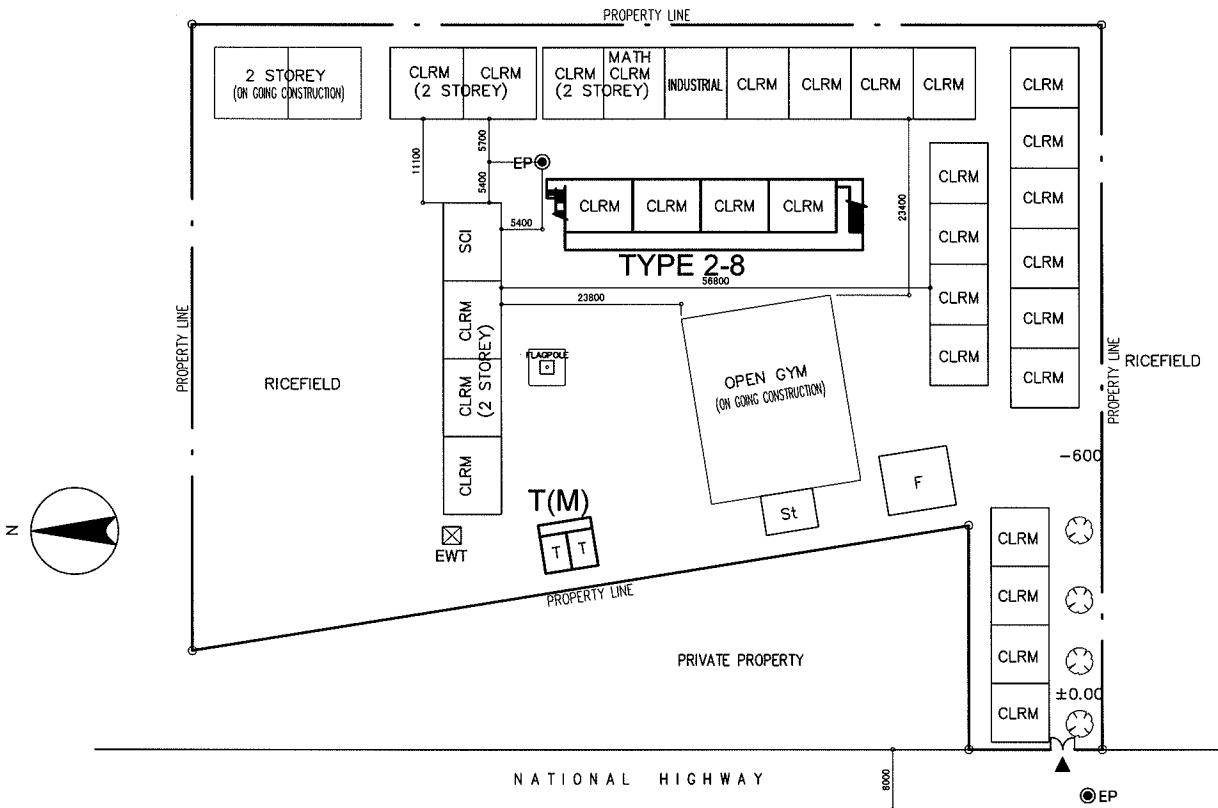 PROPERTY LINE
2 STOREY
(ON GOING CONSTRUCTION)
CLRM CLRM
(2 STOREY)
CLRM MATH CLRM
(2 STOREY)
INDUSTRIAL
CLRM
CLRM
CLRM
CLRM
CLRM
CLRM
CLRM
CLRM
CLRM
CLRM
11100
5700
5400
EP
5400
CLRM
CLRM
CLRM
CLRM
TYPE 2-8
23400
56800
23800
CLRM
CLRM
CLRM
CLRM
SCI
CLRM
CLRM
(2 STOREY)
CLRM
PROPERTY LINE
RICEFIELD
FLAGPOLE
OPEN GYM
(ON GOING CONSTRUCTION)
PROPERTY LINE
RICEFIELD
-600
F
St
N
EWT
T(M)
T T
PROPERTY LINE
CLRM
CLRM
CLRM
CLRM
PRIVATE PROPERTY
±0.00
NATIONAL HIGHWAY
8000
EP